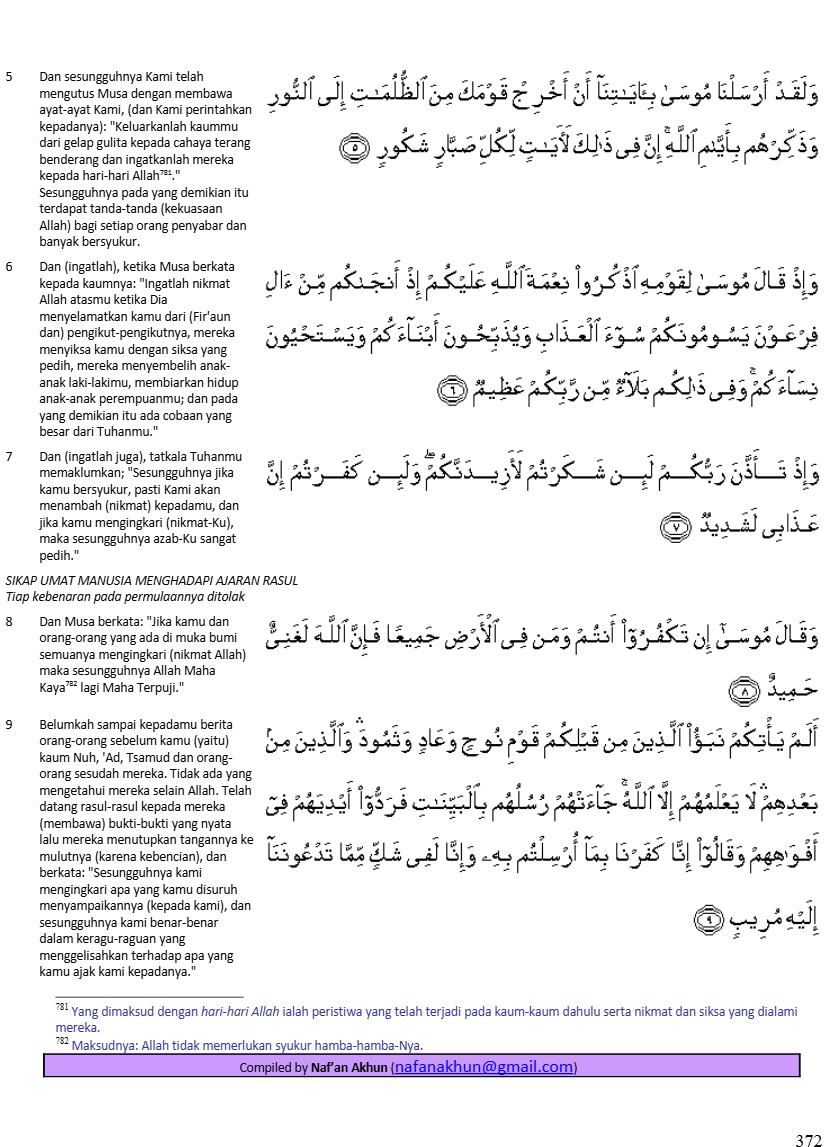 5 Dan sesungguhnya Kami telah
mengutus Musa dengan membawa
ayat-ayat Kami, (dan Kami perintahkan
kepadanya): "Keluarkanlah kaummu
dari gelap gulita kepada cahaya terang
benderang dan ingatkanlah mereka
kepada hari-hari Allah⁷⁸¹."
Sesungguhnya pada yang demikian itu
terdapat tanda-tanda (kekuasaan
Allah) bagi setiap orang penyabar dan
banyak bersyukur.
وَلَقَدْ أَرْسَلْنَا مُوسَىٰ بِـَٔايَـٰتِنَآ أَنْ أَخْرِجْ قَوْمَكَ مِنَ ٱلظُّلُمَـٰتِ إِلَى ٱلنُّورِ
وَذَكِّرْهُم بِأَيَّىٰمِ ٱللَّهِ ۚ إِنَّ فِى ذَٰلِكَ لَـَٔايَـٰتٍ لِّكُلِّ صَبَّارٍ شَكُورٍ ۝٥
6 Dan (ingatlah), ketika Musa berkata
kepada kaumnya: "Ingatlah nikmat
Allah atasmu ketika Dia
menyelamatkan kamu dari (Fir'aun
dan) pengikut-pengikutnya, mereka
menyiksa kamu dengan siksa yang
pedih, mereka menyembelih anak-
anak laki-lakimu, membiarkan hidup
anak-anak perempuanmu; dan pada
yang demikian itu ada cobaan yang
besar dari Tuhanmu."
وَإِذْ قَالَ مُوسَىٰ لِقَوْمِهِ ٱذْكُرُوا۟ نِعْمَةَ ٱللَّهِ عَلَيْكُمْ إِذْ أَنجَىٰكُم مِّنْ ءَالِ
فِرْعَوْنَ يَسُومُونَكُمْ سُوٓءَ ٱلْعَذَابِ وَيُذَبِّحُونَ أَبْنَآءَكُمْ وَيَسْتَحْيُونَ
نِسَآءَكُمْ ۚ وَفِى ذَٰلِكُم بَلَآءٌ مِّن رَّبِّكُمْ عَظِيمٌ ۝٦
7 Dan (ingatlah juga), tatkala Tuhanmu
memaklumkan; "Sesungguhnya jika
kamu bersyukur, pasti Kami akan
menambah (nikmat) kepadamu, dan
jika kamu mengingkari (nikmat-Ku),
maka sesungguhnya azab-Ku sangat
pedih."
وَإِذْ تَأَذَّنَ رَبُّكُمْ لَئِن شَكَرْتُمْ لَأَزِيدَنَّكُمْ ۖ وَلَئِن كَفَرْتُمْ إِنَّ
عَذَابِى لَشَدِيدٌ ۝٧
SIKAP UMAT MANUSIA MENGHADAPI AJARAN RASUL
Tiap kebenaran pada permulaannya ditolak
8 Dan Musa berkata: "Jika kamu dan
orang-orang yang ada di muka bumi
semuanya mengingkari (nikmat Allah)
maka sesungguhnya Allah Maha
Kaya⁷⁸² lagi Maha Terpuji."
وَقَالَ مُوسَىٰٓ إِن تَكْفُرُوٓا۟ أَنتُمْ وَمَن فِى ٱلْأَرْضِ جَمِيعًا فَإِنَّ ٱللَّهَ لَغَنِىٌّ
حَمِيدٌ ۝٨
9 Belumkah sampai kepadamu berita
orang-orang sebelum kamu (yaitu)
kaum Nuh, 'Ad, Tsamud dan orang-
orang sesudah mereka. Tidak ada yang
mengetahui mereka selain Allah. Telah
datang rasul-rasul kepada mereka
(membawa) bukti-bukti yang nyata
lalu mereka menutupkan tangannya ke
mulutnya (karena kebencian), dan
berkata: "Sesungguhnya kami
mengingkari apa yang kamu disuruh
menyampaikannya (kepada kami), dan
sesungguhnya kami benar-benar
dalam keragu-raguan yang
menggelisahkan terhadap apa yang
kamu ajak kami kepadanya."
أَلَمْ يَأْتِكُمْ نَبَؤُا۟ ٱلَّذِينَ مِن قَبْلِكُمْ قَوْمِ نُوحٍ وَعَادٍ وَثَمُودَ ۛ وَٱلَّذِينَ مِنۢ
بَعْدِهِمْ ۛ لَا يَعْلَمُهُمْ إِلَّا ٱللَّهُ ۚ جَآءَتْهُمْ رُسُلُهُم بِٱلْبَيِّنَـٰتِ فَرَدُّوٓا۟ أَيْدِيَهُمْ فِىٓ
أَفْوَٰهِهِمْ وَقَالُوٓا۟ إِنَّا كَفَرْنَا بِمَآ أُرْسِلْتُم بِهِۦ وَإِنَّا لَفِى شَكٍّ مِّمَّا تَدْعُونَنَآ
إِلَيْهِ مُرِيبٍ ۝٩
⁷⁸¹ Yang dimaksud dengan hari-hari Allah ialah peristiwa yang telah terjadi pada kaum-kaum dahulu serta nikmat dan siksa yang dialami
mereka.
⁷⁸² Maksudnya: Allah tidak memerlukan syukur hamba-hamba-Nya.
Compiled by Naf'an Akhun (nafanakhun@gmail.com)
372